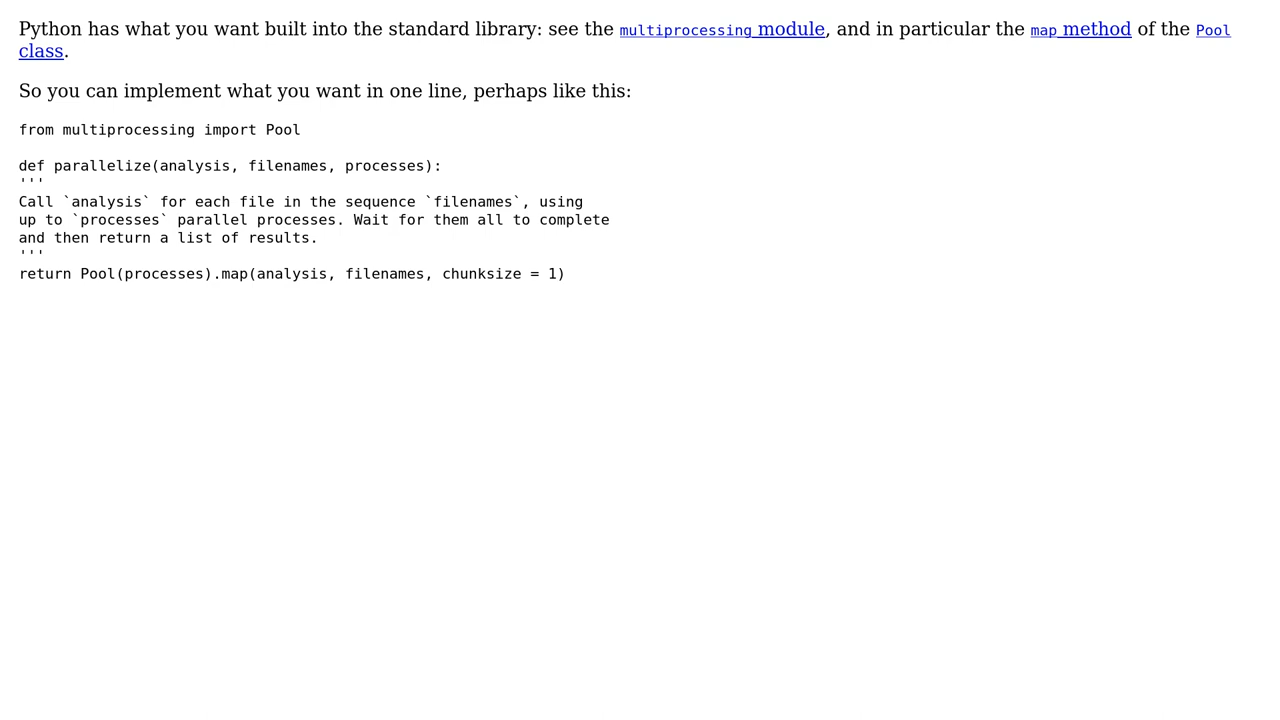 Python has what you want built into the standard library: see the multiprocessing module, and in particular the map method of the Pool
class.
So you can implement what you want in one line, perhaps like this:
from multiprocessing import Pool
def parallelize(analysis, filenames, processes):
'''
Call `analysis` for each file in the sequence `filenames`, using
up to `processes` parallel processes. Wait for them all to complete
and then return a list of results.
'''
return Pool(processes).map(analysis, filenames, chunksize = 1)